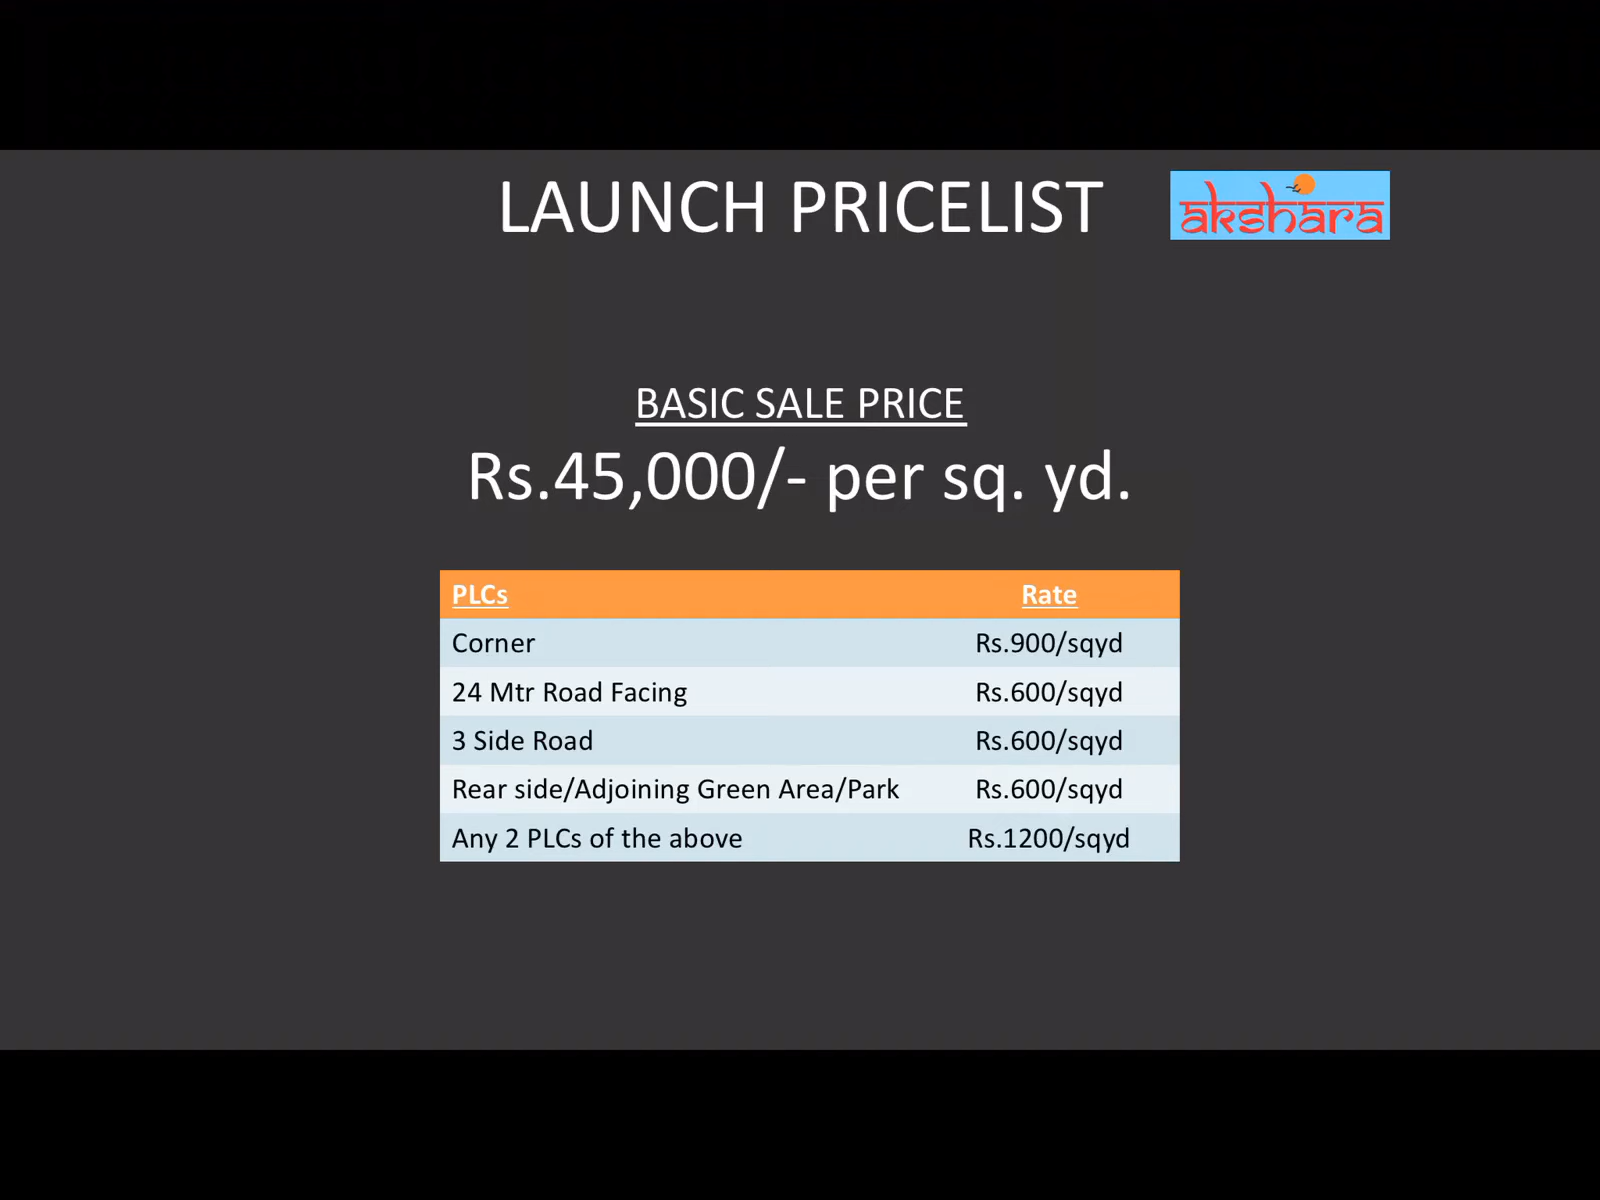 LAUNCH PRICELIST
akshara
BASIC SALE PRICE
Rs.45,000/- per sq. yd.
PLCs Rate
Corner Rs.900/sqyd
24 Mtr Road Facing Rs.600/sqyd
3 Side Road Rs.600/sqyd
Rear side/Adjoining Green Area/Park Rs.600/sqyd
Any 2 PLCs of the above Rs.1200/sqyd